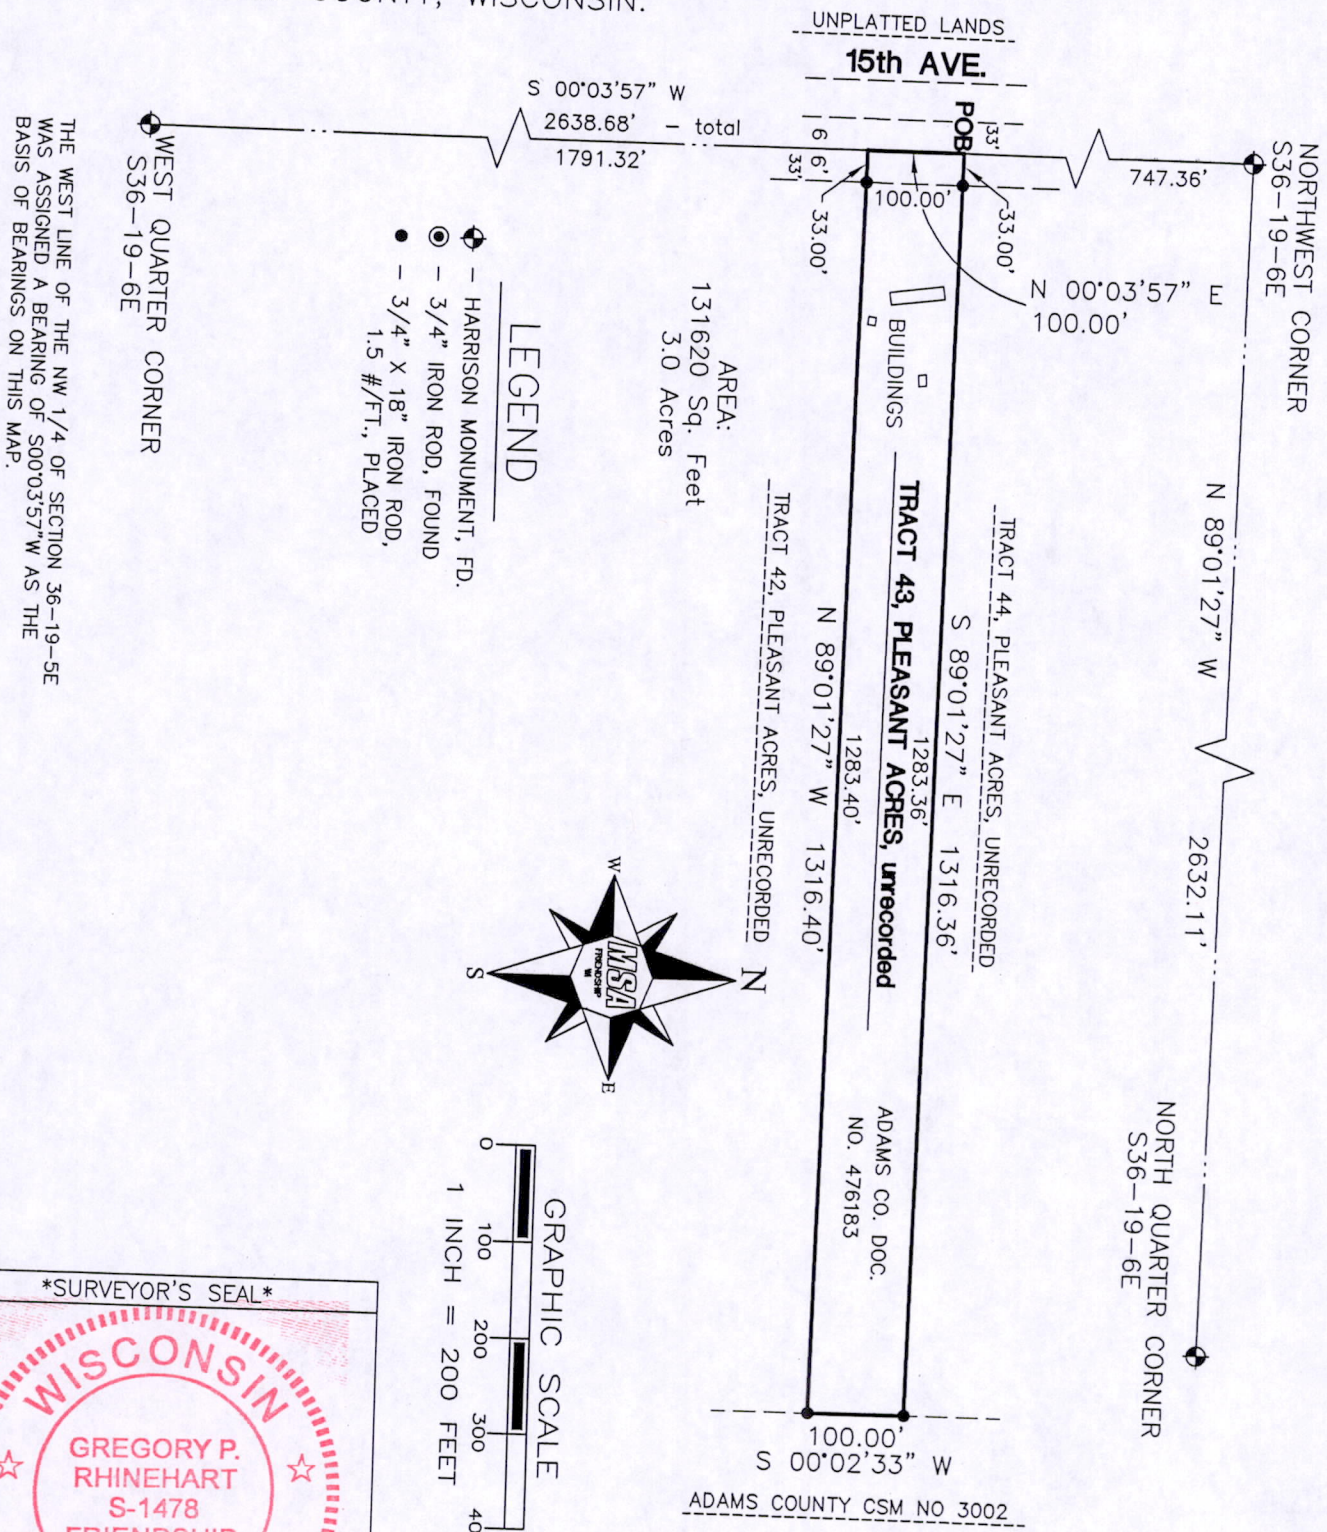 COUNTY, WISCONSIN.
UNPLATTED LANDS
15th AVE.
S 00°03'57" W
2638.68' - total
1791.32'
66'
33'
33.00'
POB
33'
100.00'
33.00'
747.36'
NORTHWEST CORNER
S36-19-6E
N 00°03'57" E
100.00'
N 89°01'27" W 2632.11'
NORTH QUARTER CORNER
S36-19-6E
WEST QUARTER CORNER
S36-19-6E
THE WEST LINE OF THE NW 1/4 OF SECTION 36-19-5E
WAS ASSIGNED A BEARING OF S00°03'57"W AS THE
BASIS OF BEARINGS ON THIS MAP.
LEGEND
- HARRISON MONUMENT, FD.
- 3/4" IRON ROD, FOUND
- 3/4" X 18" IRON ROD,
1.5 #/FT., PLACED
AREA:
131620 Sq. Feet
3.0 Acres
BUILDINGS
TRACT 44, PLEASANT ACRES, UNRECORDED
S 89°01'27" E 1316.36'
1283.36'
TRACT 43, PLEASANT ACRES, unrecorded
1283.40'
N 89°01'27" W 1316.40'
TRACT 42, PLEASANT ACRES, UNRECORDED
ADAMS CO. DOC.
NO. 476183
N
W
S
E
MSA
FRIENDSHIP
WI
GRAPHIC SCALE
0 100 200 300 40
1 INCH = 200 FEET
100.00'
S 00°02'33" W
ADAMS COUNTY CSM NO 3002
*SURVEYOR'S SEAL*
WISCONSIN
GREGORY P.
RHINEHART
S-1478
FRIENDSHIP